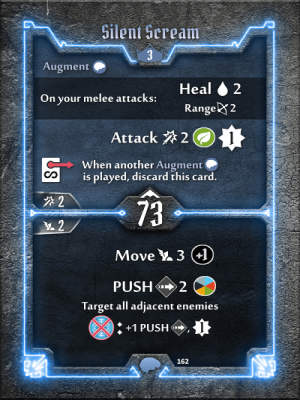 Silent Scream
3
Augment
On your melee attacks:
Heal 2
Range 2
Attack 2 1
When another Augment
is played, discard this card.
2
73
2
Move 3 +1
PUSH 2
Target all adjacent enemies
: +1 PUSH , 1
162